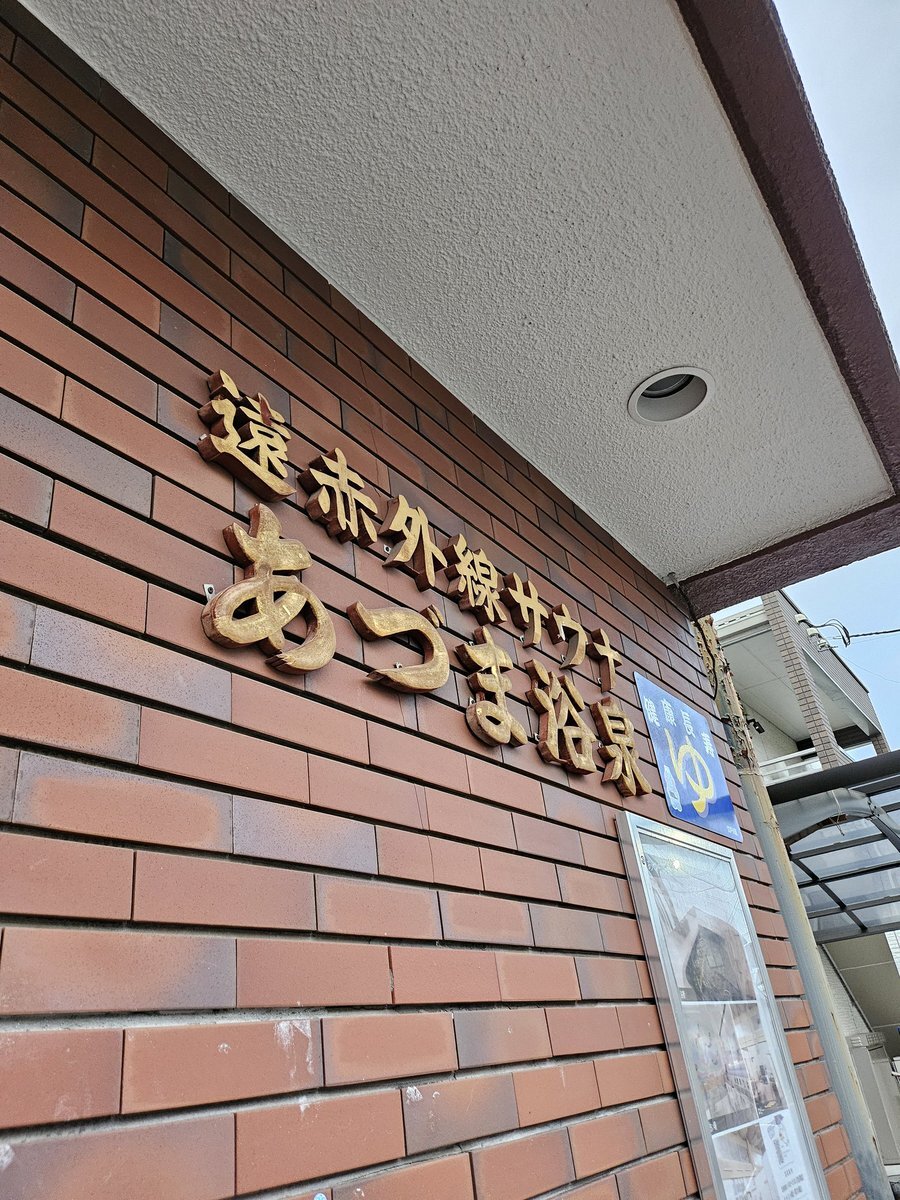 遠赤外線サウナ
あづま浴泉
健康長寿
ゆ